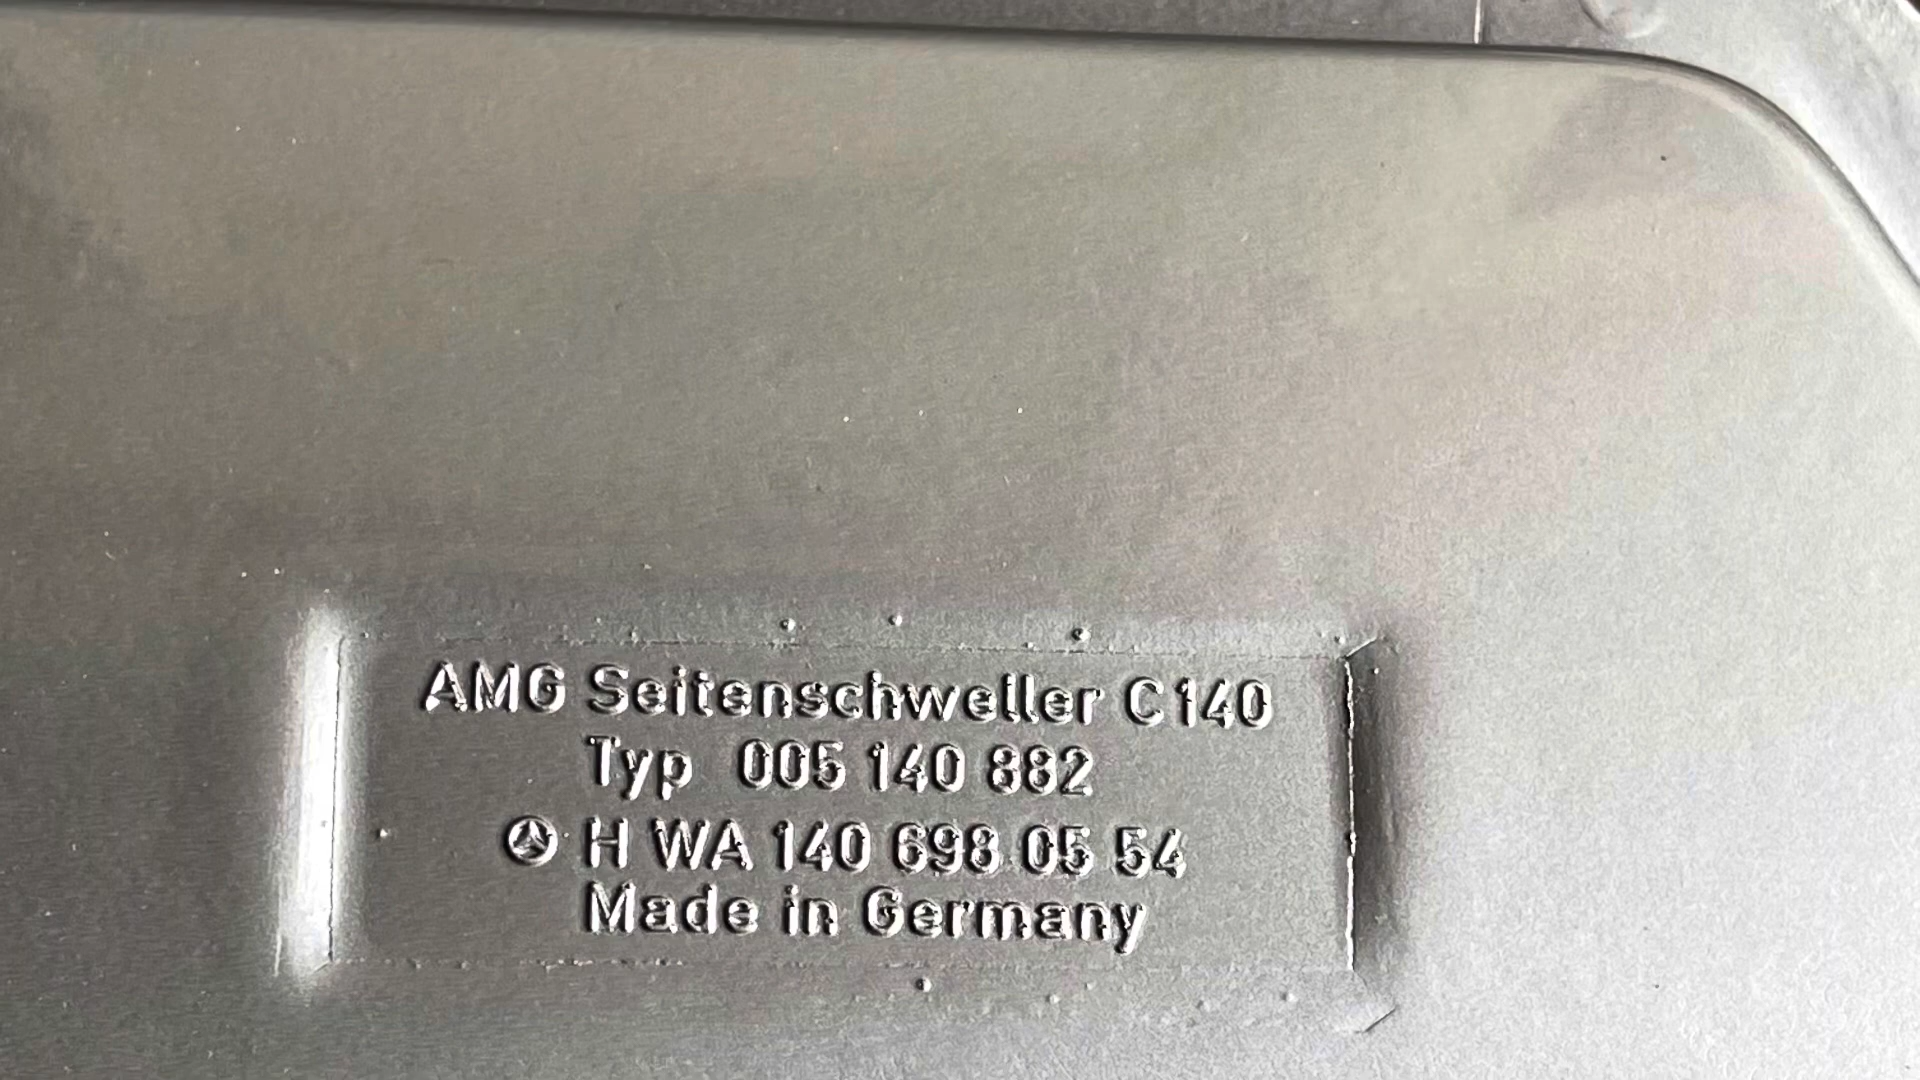 AMG Seitenschweller C140
Typ 005 140 882
H WA 140 698 05 54
Made in Germany